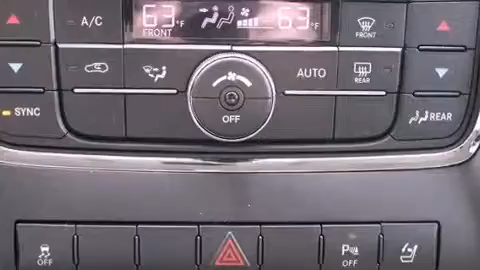 A/C
63°F
FRONT
63°F
FRONT
AUTO
REAR
SYNC
OFF
REAR
OFF
P
OFF